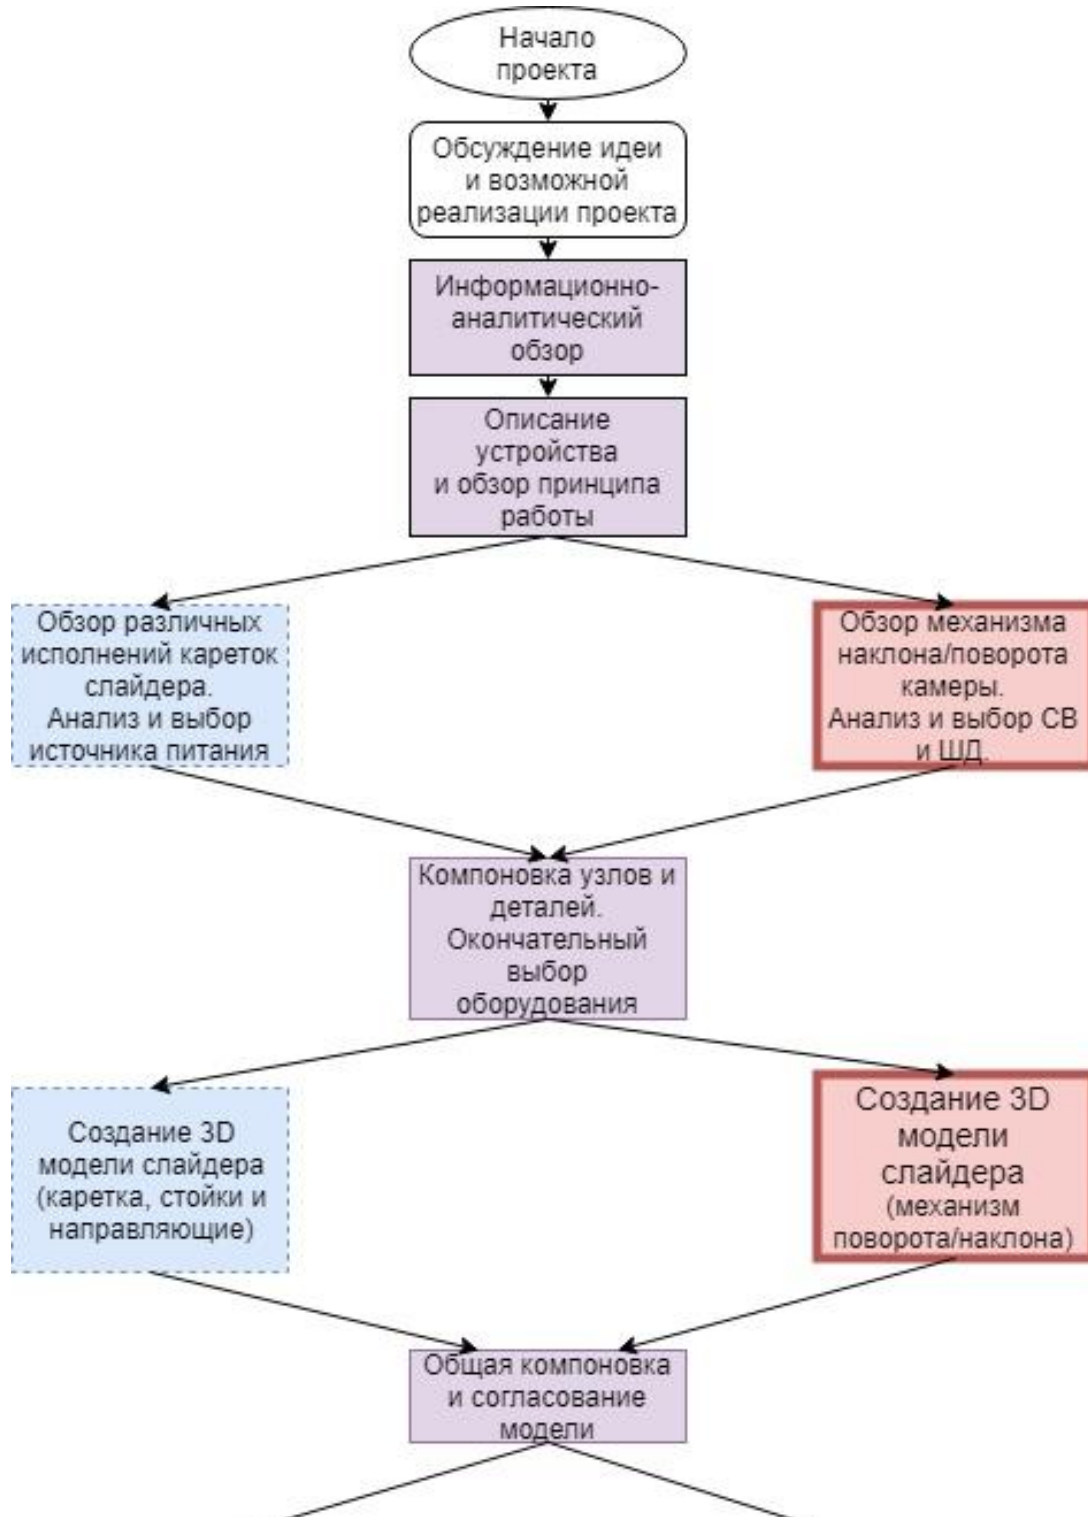 Начало
проекта
Обсуждение идеи
и возможной
реализации проекта
Информационно-
аналитический
обзор
Описание
устройства
и обзор принципа
работы
Обзор различных
исполнений кареток
слайдера.
Анализ и выбор
источника питания
Обзор механизма
наклона/поворота
камеры.
Анализ и выбор СВ
и ШД.
Компоновка узлов и
деталей.
Окончательный
выбор
оборудования
Создание 3D
модели слайдера
(каретка, стойки и
направляющие)
Создание 3D
модели
слайдера
(механизм
поворота/наклона)
Общая компоновка
и согласование
модели